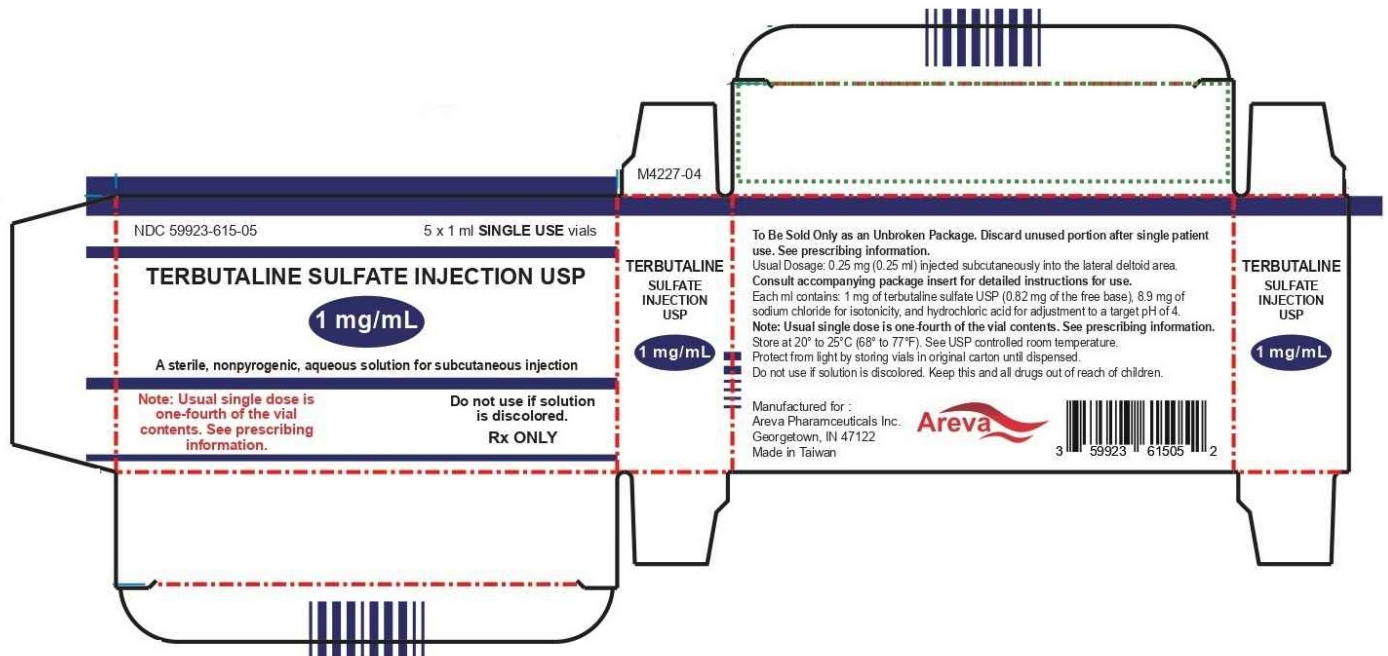 M4227-04
NDC 59923-615-05
5 x 1 ml SINGLE USE vials
TERBUTALINE SULFATE INJECTION USP
1 mg/mL
A sterile, nonpyrogenic, aqueous solution for subcutaneous injection
Note: Usual single dose is
one-fourth of the vial
contents. See prescribing
information.
Do not use if solution
is discolored.
Rx ONLY
TERBUTALINE
SULFATE
INJECTION
USP
1 mg/mL
To Be Sold Only as an Unbroken Package. Discard unused portion after single patient
use. See prescribing information.
Usual Dosage: 0.25 mg (0.25 ml) injected subcutaneously into the lateral deltoid area.
Consult accompanying package insert for detailed instructions for use.
Each ml contains: 1 mg of terbutaline sulfate USP (0.82 mg of the free base), 8.9 mg of
sodium chloride for isotonicity, and hydrochloric acid for adjustment to a target pH of 4.
Note: Usual single dose is one-fourth of the vial contents. See prescribing information.
Store at 20° to 25°C (68° to 77°F). See USP controlled room temperature.
Protect from light by storing vials in original carton until dispensed.
Do not use if solution is discolored. Keep this and all drugs out of reach of children.
Manufactured for :
Areva Pharamceuticals Inc.
Georgetown, IN 47122
Made in Taiwan
Areva
3 59923 61505 2
TERBUTALINE
SULFATE
INJECTION
USP
1 mg/mL